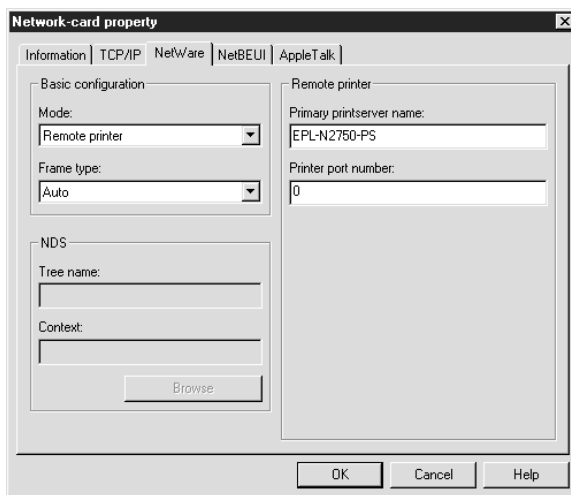 Network-card property
Information
TCP/IP
NetWare
NetBEUI
AppleTalk
Basic configuration
Mode:
Remote printer
Frame type:
Auto
NDS
Tree name:
Context:
Browse
Remote printer
Primary printserver name:
EPL-N2750-PS
Printer port number:
0
OK
Cancel
Help